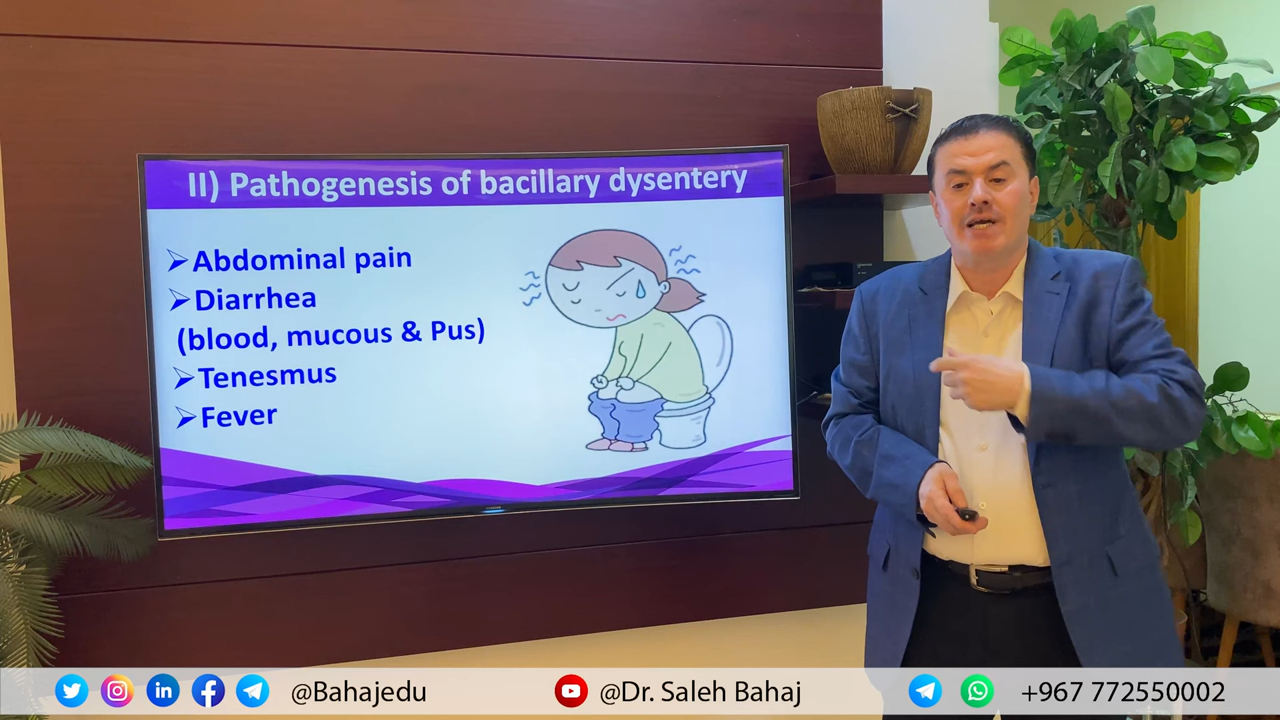 II) Pathogenesis of bacillary dysentery
Abdominal pain
Diarrhea
(blood, mucous & Pus)
Tenesmus
Fever
@Bahajedu
@Dr. Saleh Bahaj
+967 772550002